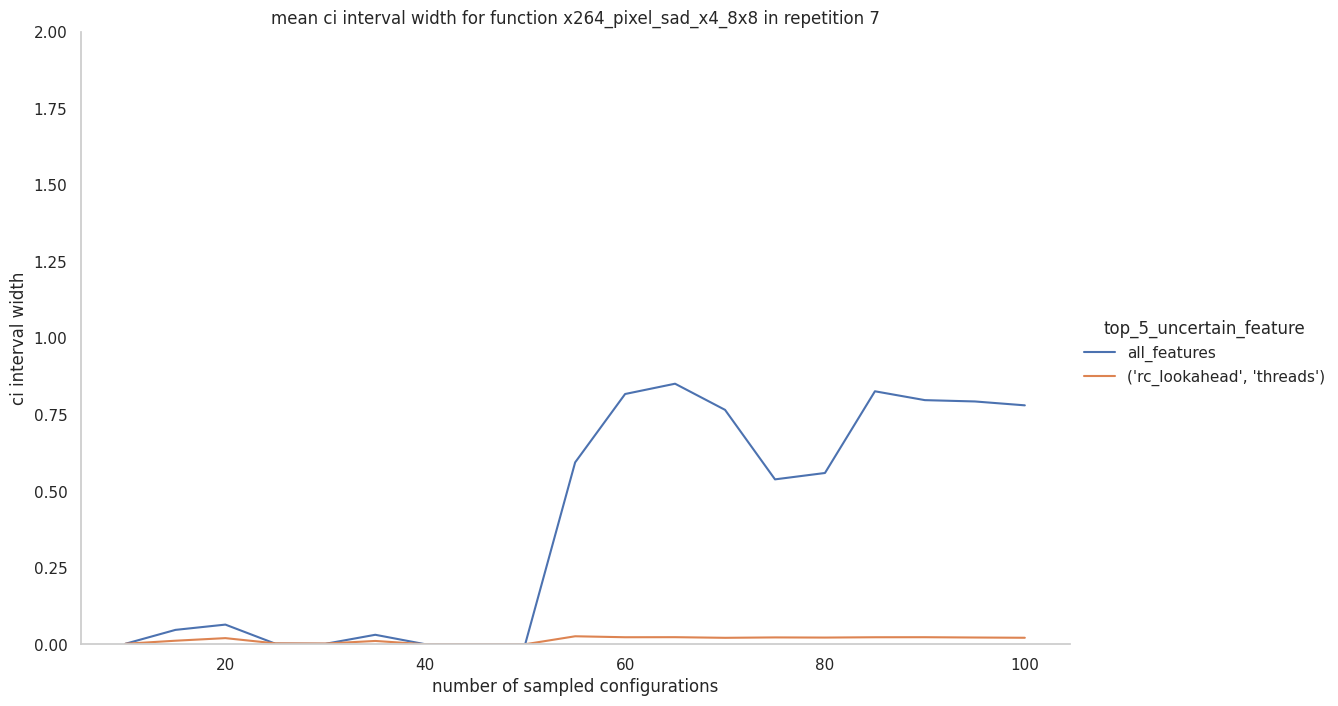 mean ci interval width for function x264_pixel_sad_x4_8x8 in repetition 7
2.00
1.75
1.50
1.25
1.00
0.75
0.50
0.25
0.00
ci interval width
20
40
60
80
100
number of sampled configurations
top_5_uncertain_feature
all_features
('rc_lookahead', 'threads')